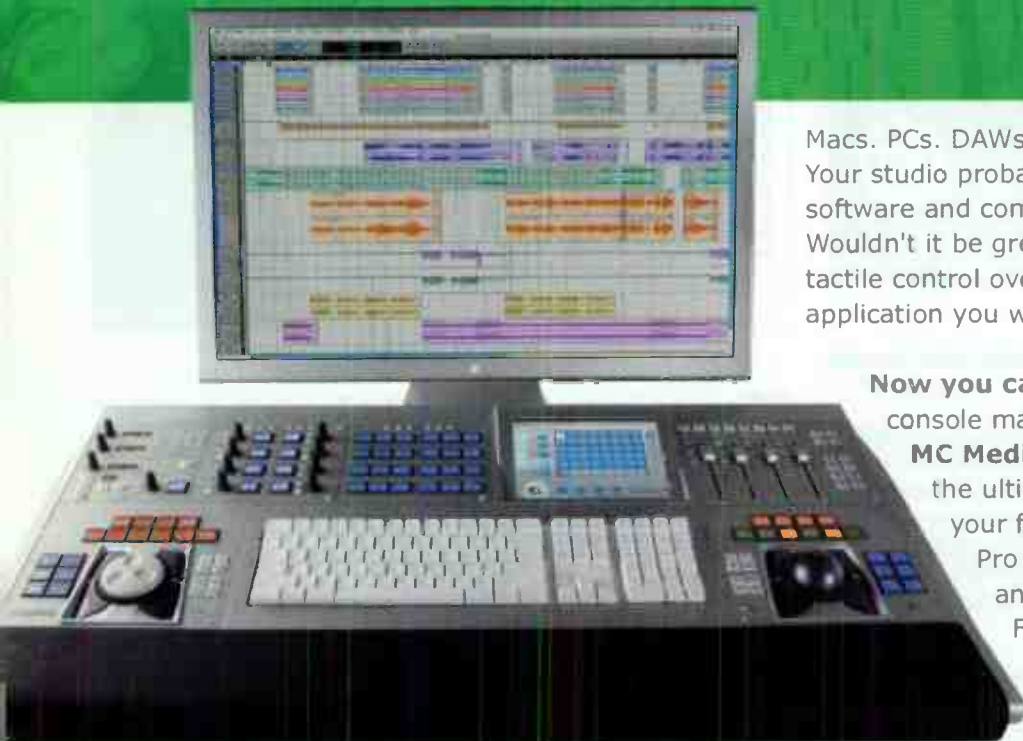 Macs. PCs. DAWs
Your studio proba
software and con
Wouldn't it be gre
tactile control ove
application you w
Now you ca
console ma
MC Medi
the ulti
your f
Pro
an
F